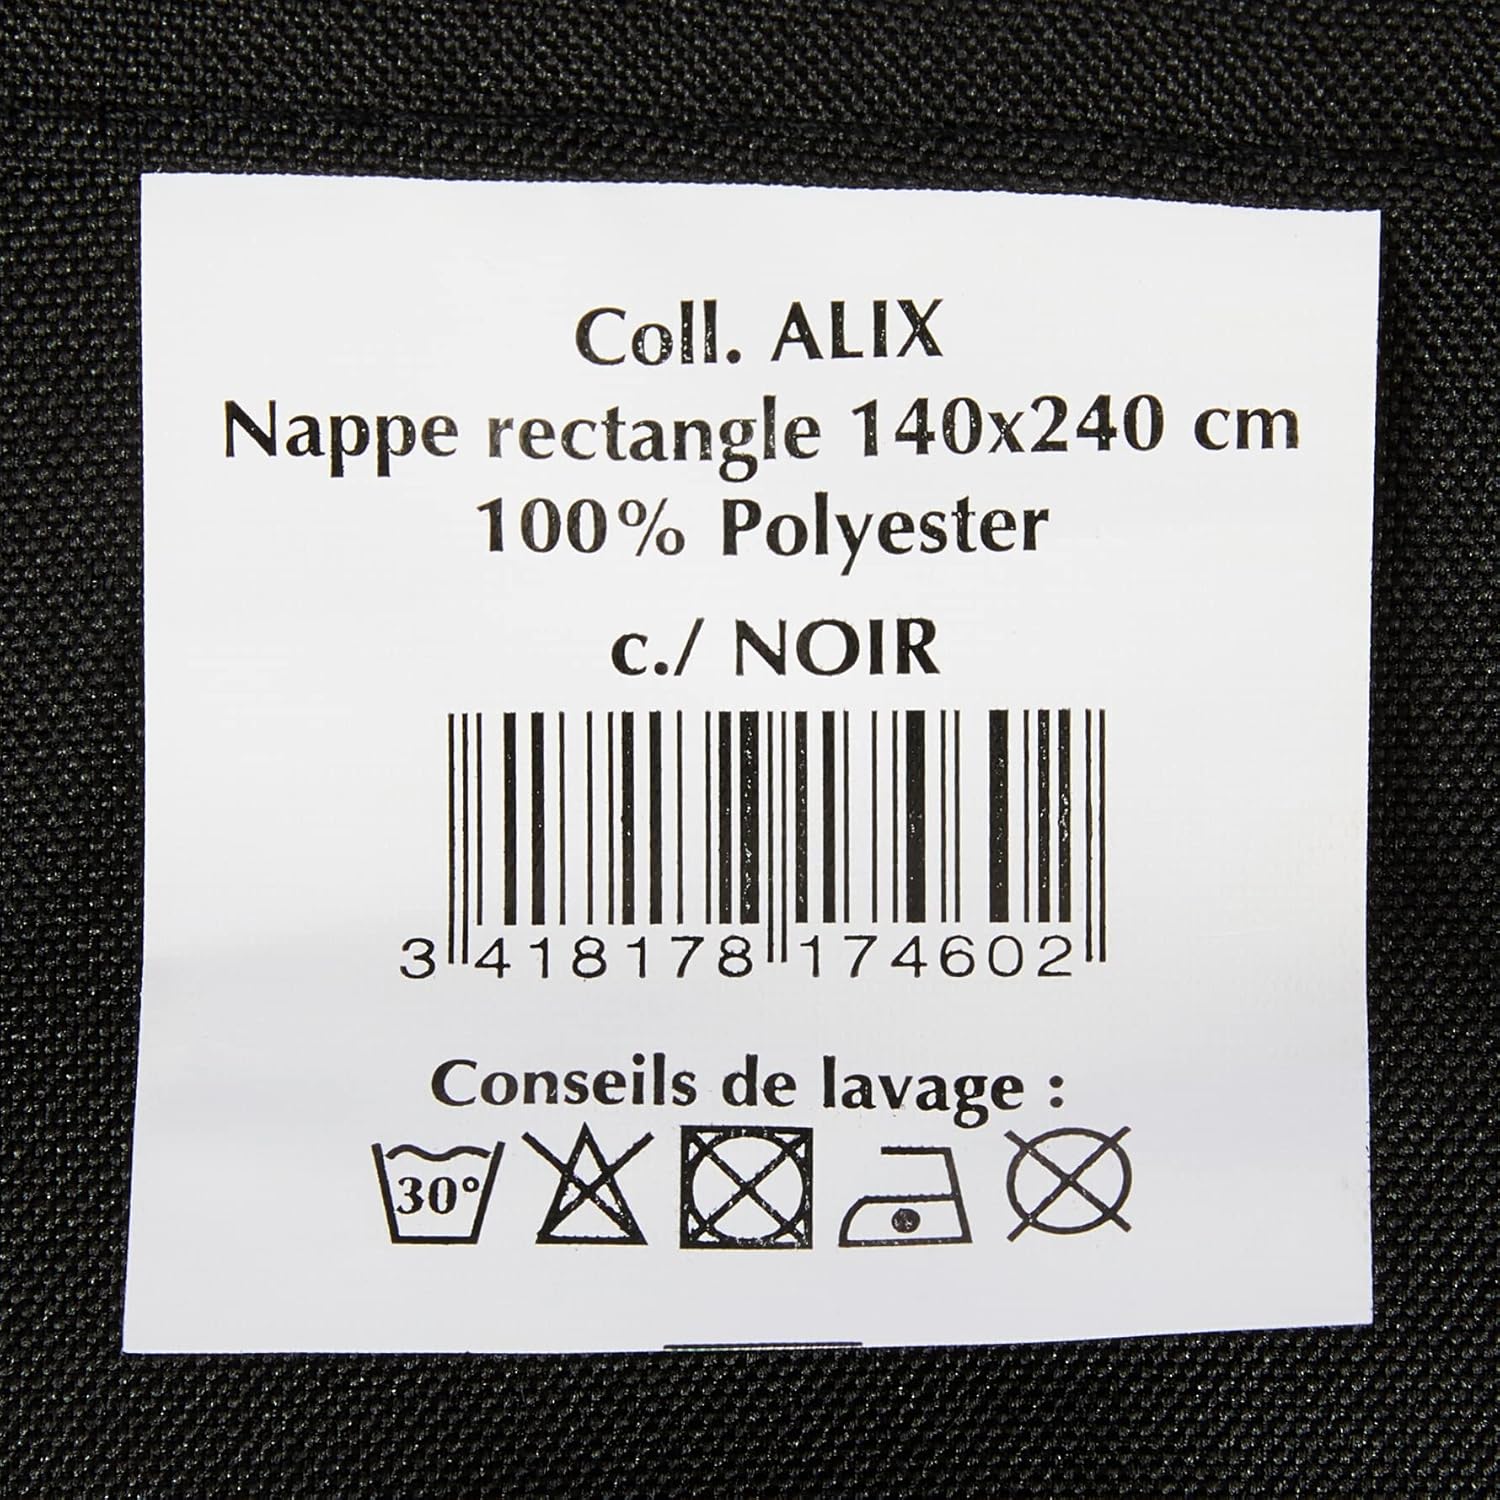 Coll. ALIX
Nappe rectangle 140x240 cm
100% Polyester
c./ NOIR
3 418178 174602
Conseils de lavage :
30°